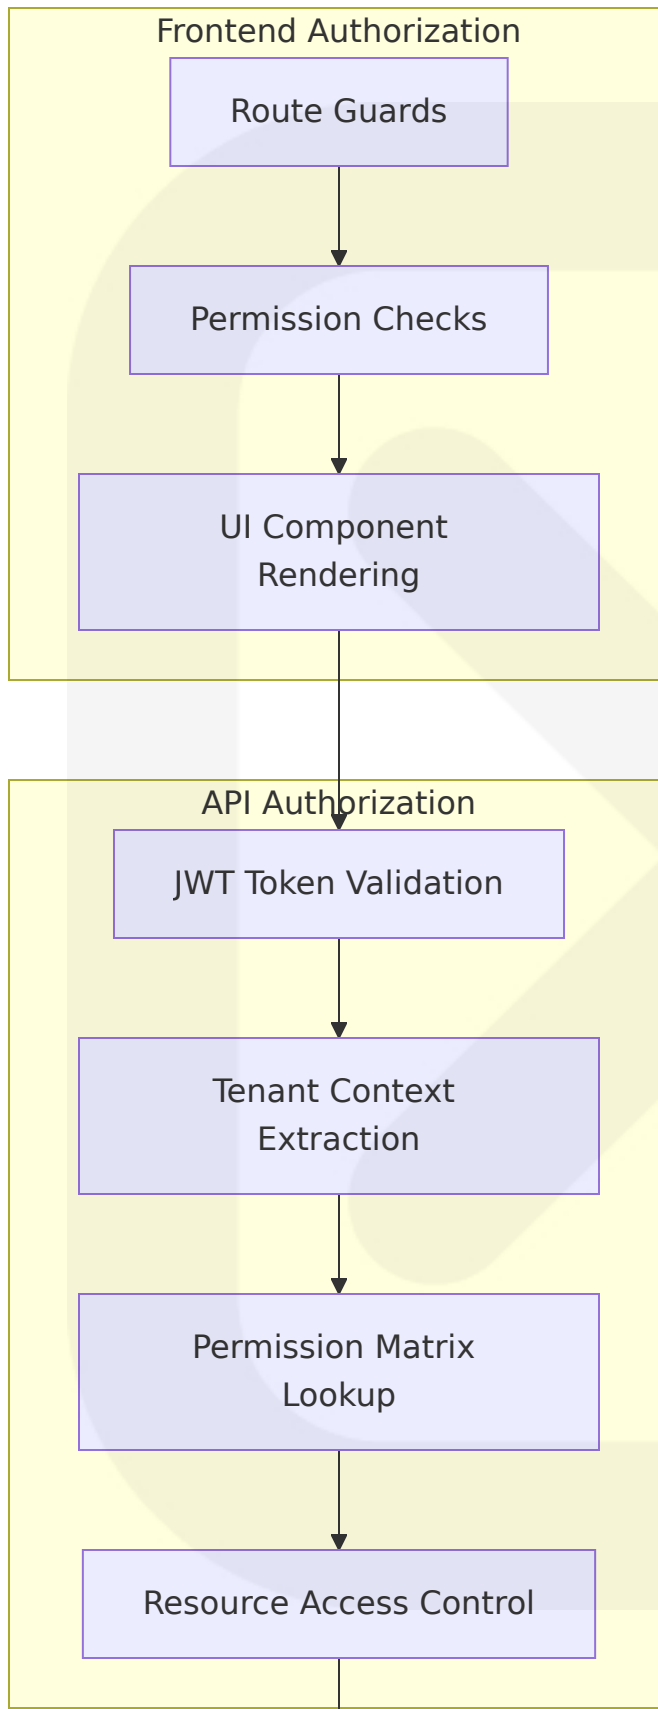 Frontend Authorization
Route Guards
Permission Checks
UI Component
Rendering
API Authorization
JWT Token Validation
Tenant Context
Extraction
Permission Matrix
Lookup
Resource Access Control